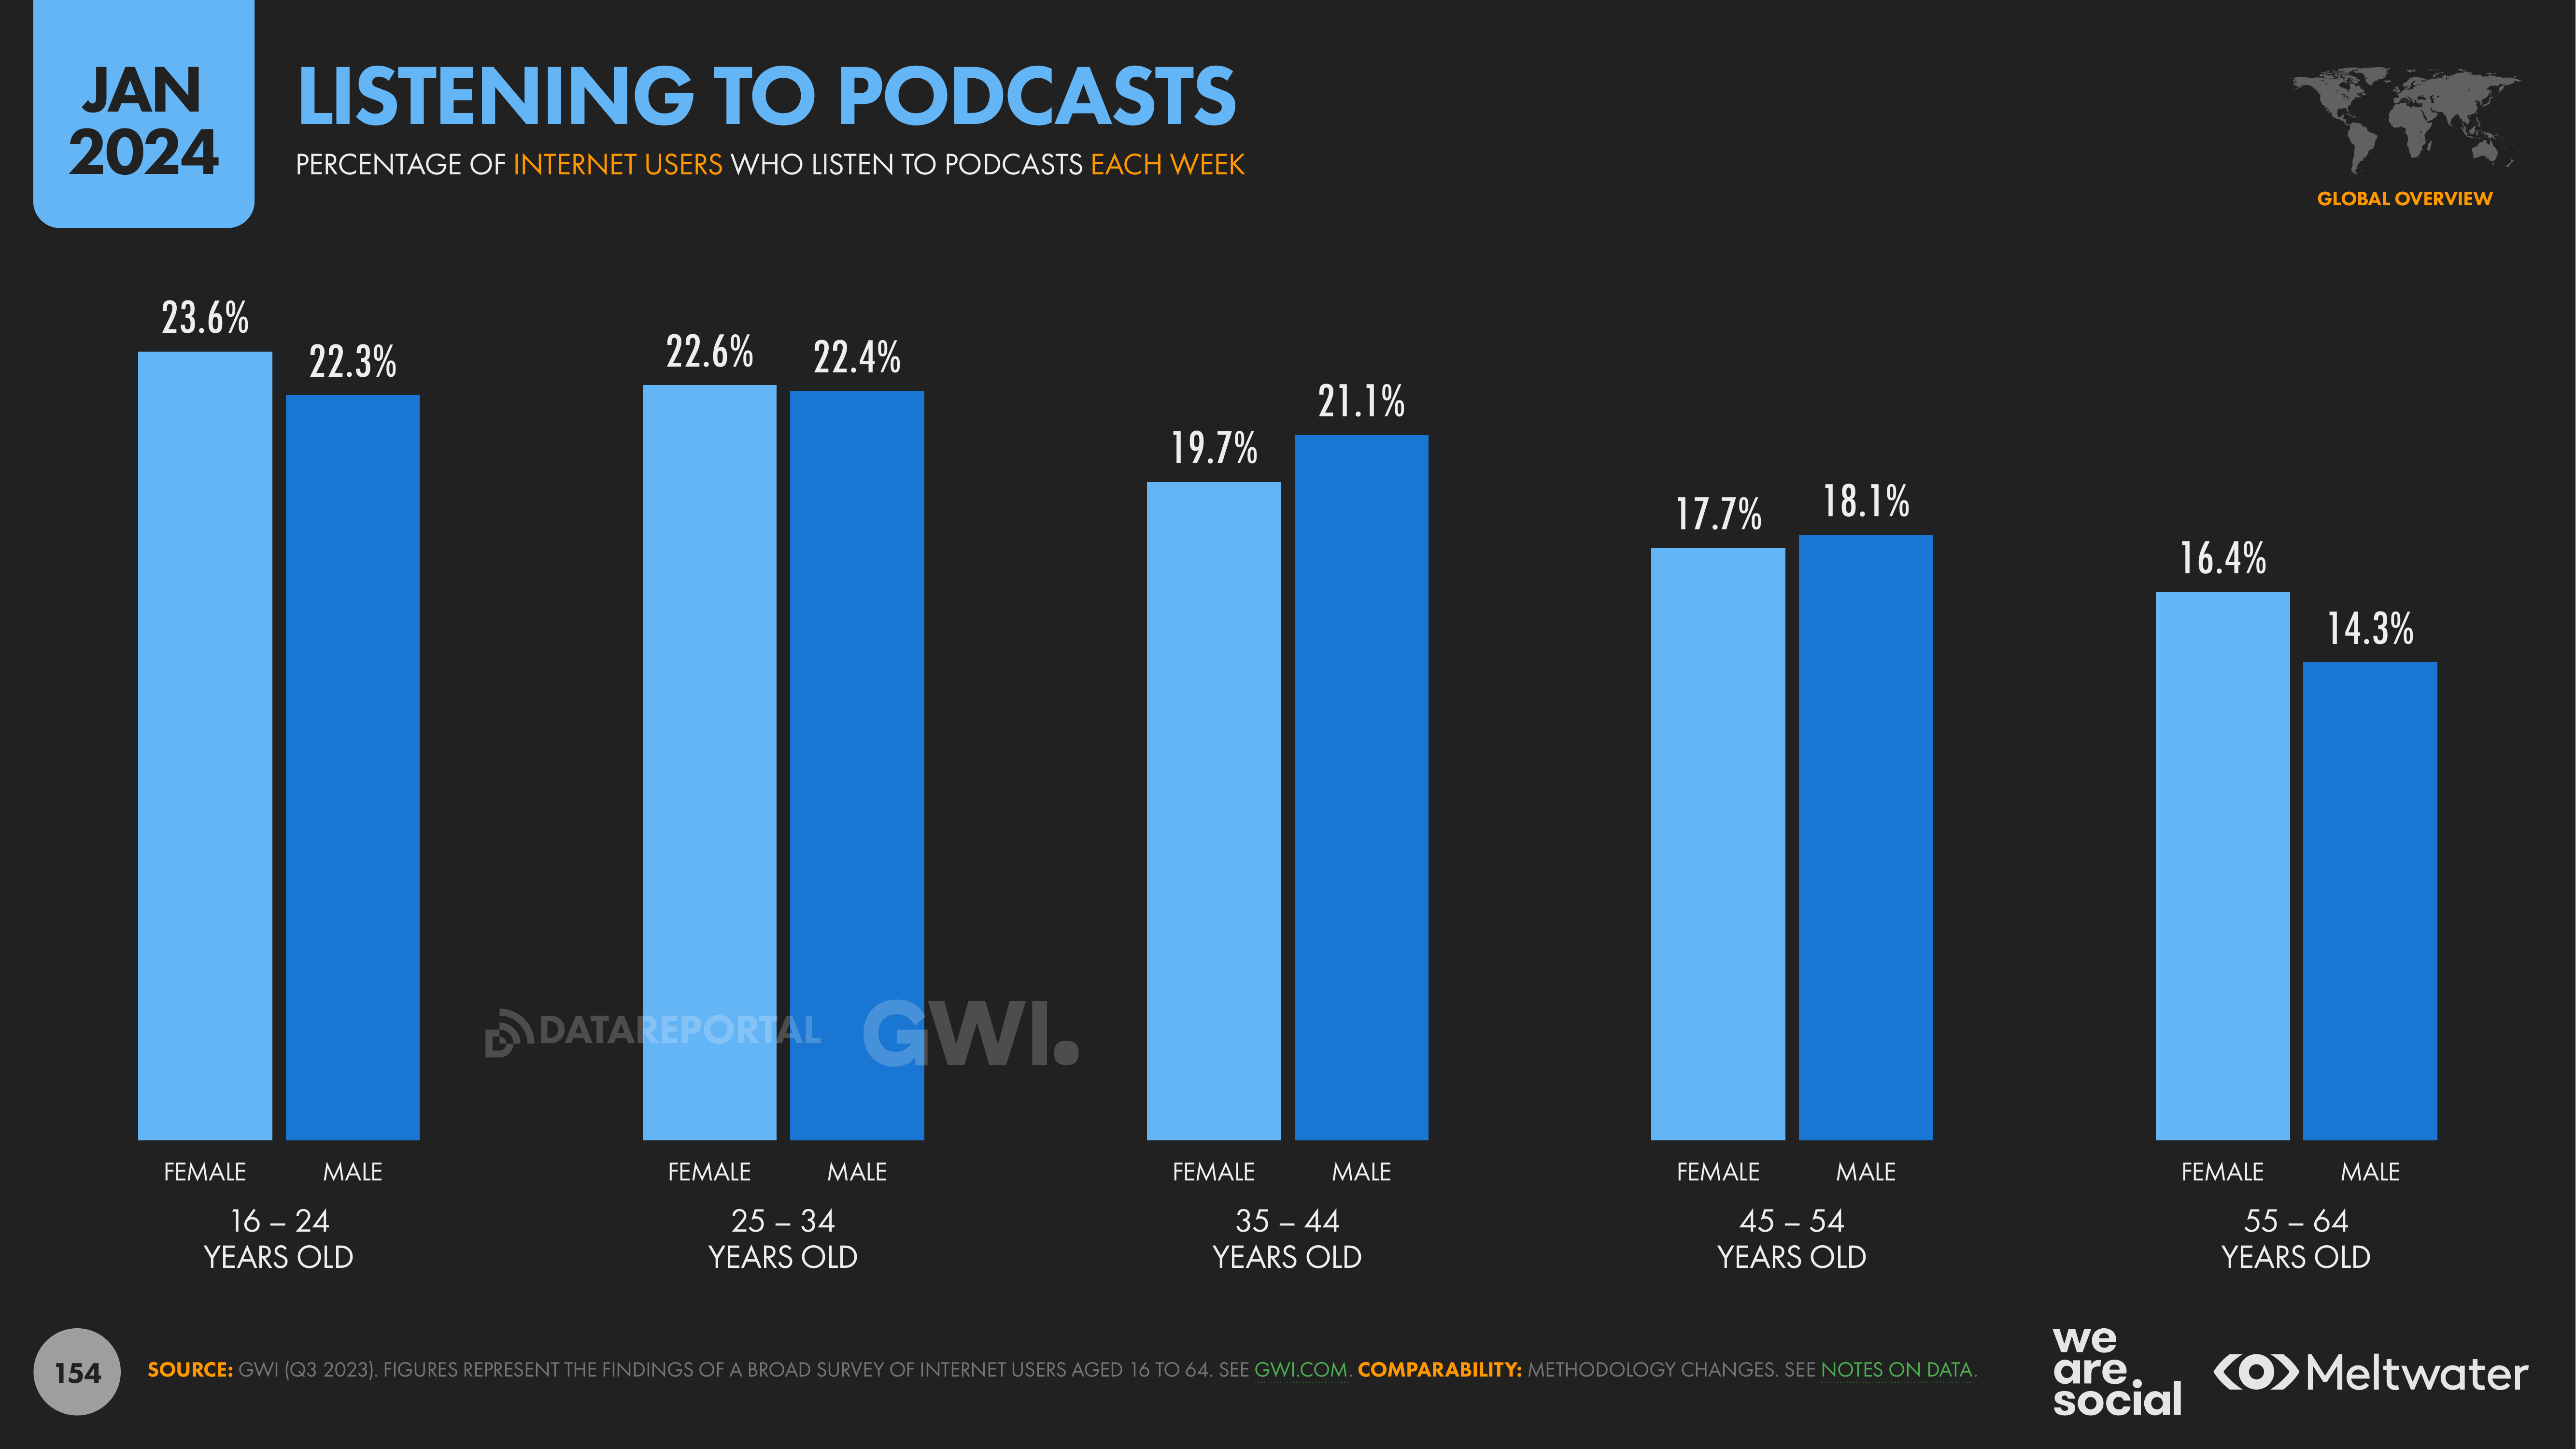 JAN
2024
LISTENING TO PODCASTS
PERCENTAGE OF INTERNET USERS WHO LISTEN TO PODCASTS EACH WEEK
GLOBAL OVERVIEW
23.6%
22.3%
22.6%
22.4%
19.7%
21.1%
17.7%
18.1%
16.4%
14.3%
DATAREPORTAL
GWI.
FEMALE MALE FEMALE MALE FEMALE MALE FEMALE MALE FEMALE MALE
16 – 24
YEARS OLD
25 – 34
YEARS OLD
35 – 44
YEARS OLD
45 – 54
YEARS OLD
55 – 64
YEARS OLD
154
SOURCE: GWI (Q3 2023). FIGURES REPRESENT THE FINDINGS OF A BROAD SURVEY OF INTERNET USERS AGED 16 TO 64. SEE GWI.COM. COMPARABILITY: METHODOLOGY CHANGES. SEE NOTES ON DATA.
we
are
social
Meltwater